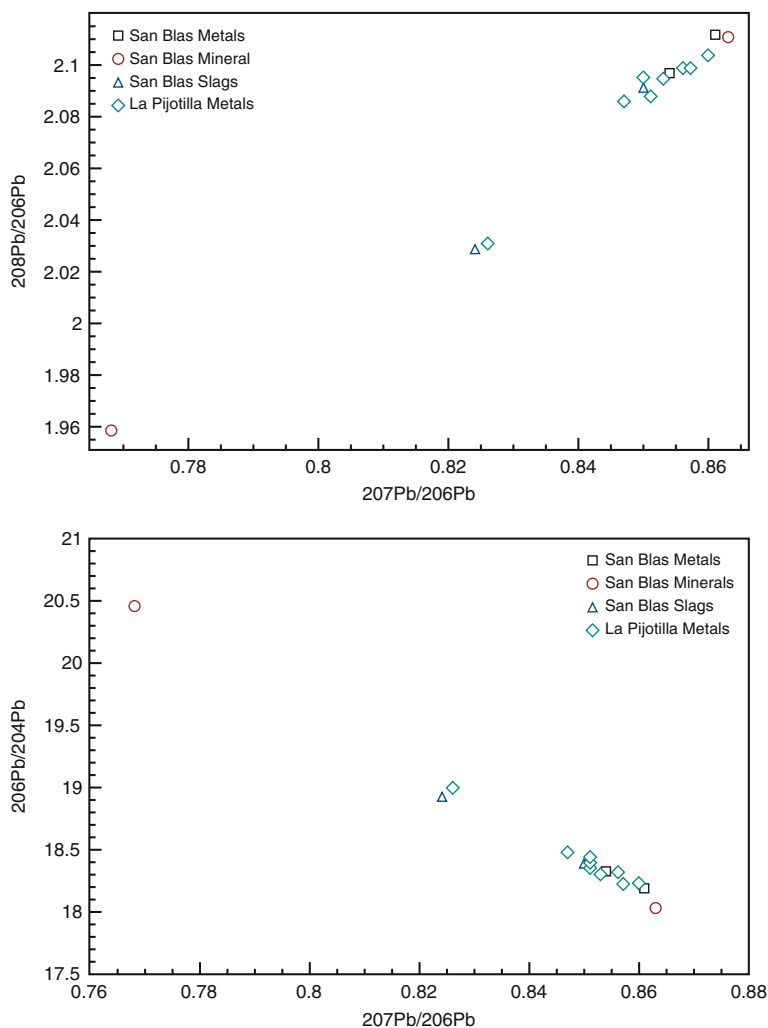 San Blas Metals
San Blas Mineral
San Blas Slags
La Pijotilla Metals
2.1
2.08
2.06
2.04
2.02
2
1.98
1.96
208Pb/206Pb
0.78
0.8
0.82
0.84
0.86
207Pb/206Pb
San Blas Metals
San Blas Minerals
San Blas Slags
La Pijotilla Metals
21
20.5
20
19.5
19
18.5
18
17.5
206Pb/204Pb
0.76
0.78
0.8
0.82
0.84
0.86
0.88
207Pb/206Pb